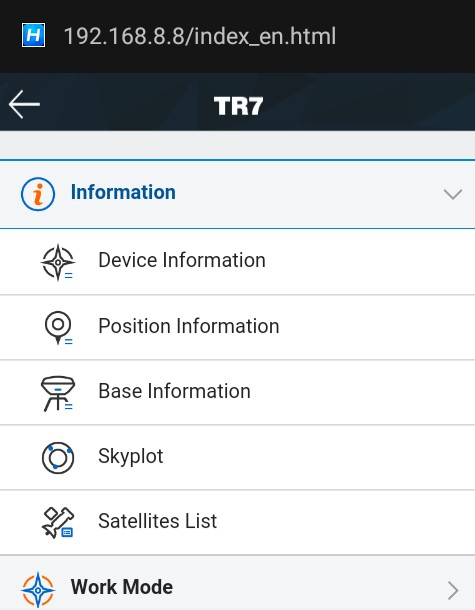 H 192.168.8.8/index_en.html
TR7
Information
Device Information
Position Information
Base Information
Skyplot
Satellites List
Work Mode